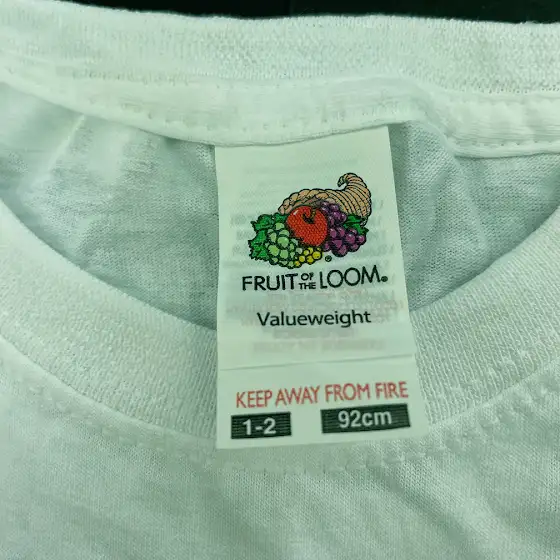 FRUIT OF THE LOOM®
Valueweight
KEEP AWAY FROM FIRE
1-2 92cm